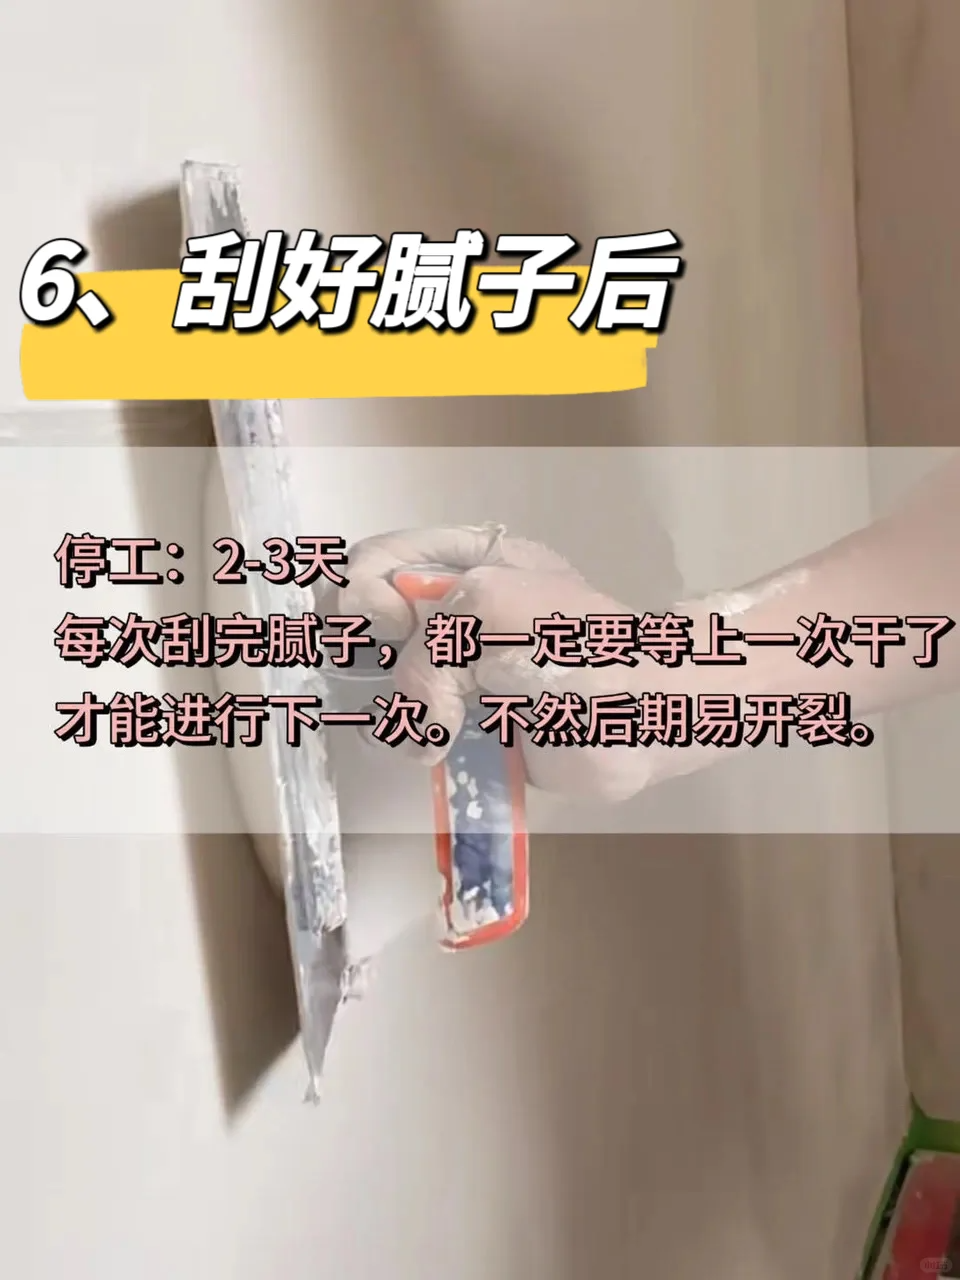 6、刮好腻子后
停工：2-3天
每次刮完腻子，都一定要等上一次干了
才能进行下一次。不然后期易开裂。